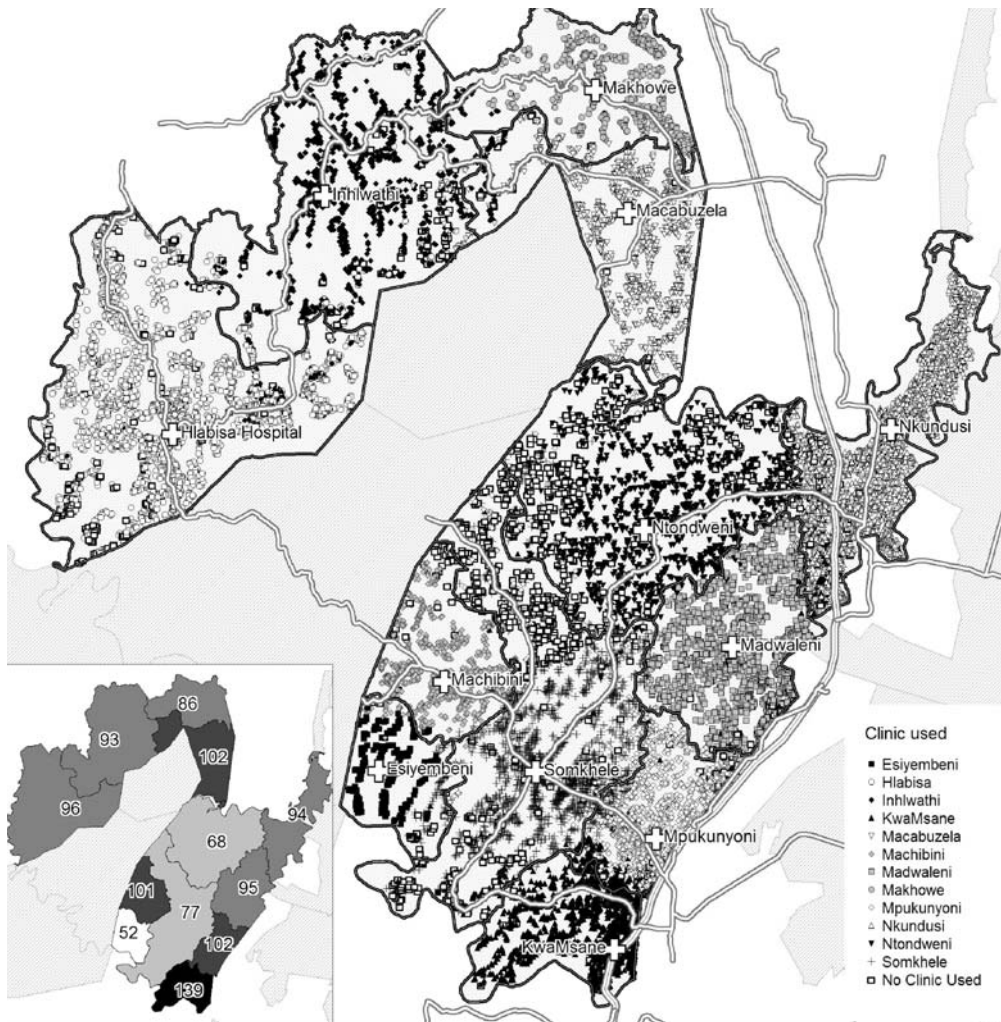 Makhowe
Inhlwathi
Macabuzela
Hlabisa Hospital
Nkundusi
Ntondweni
Madwaleni
Machibini
Esiyembeni
Somkhele
Mpukunyoni
KwaMsane
86
93
102
96
94
68
95
101
77
52
102
139
Clinic used
Esiyembeni
Hlabisa
Inhlwathi
KwaMsane
Macabuzela
Machibini
Madwaleni
Makhowe
Mpukunyoni
Nkundusi
Ntondweni
Somkhele
No Clinic Used